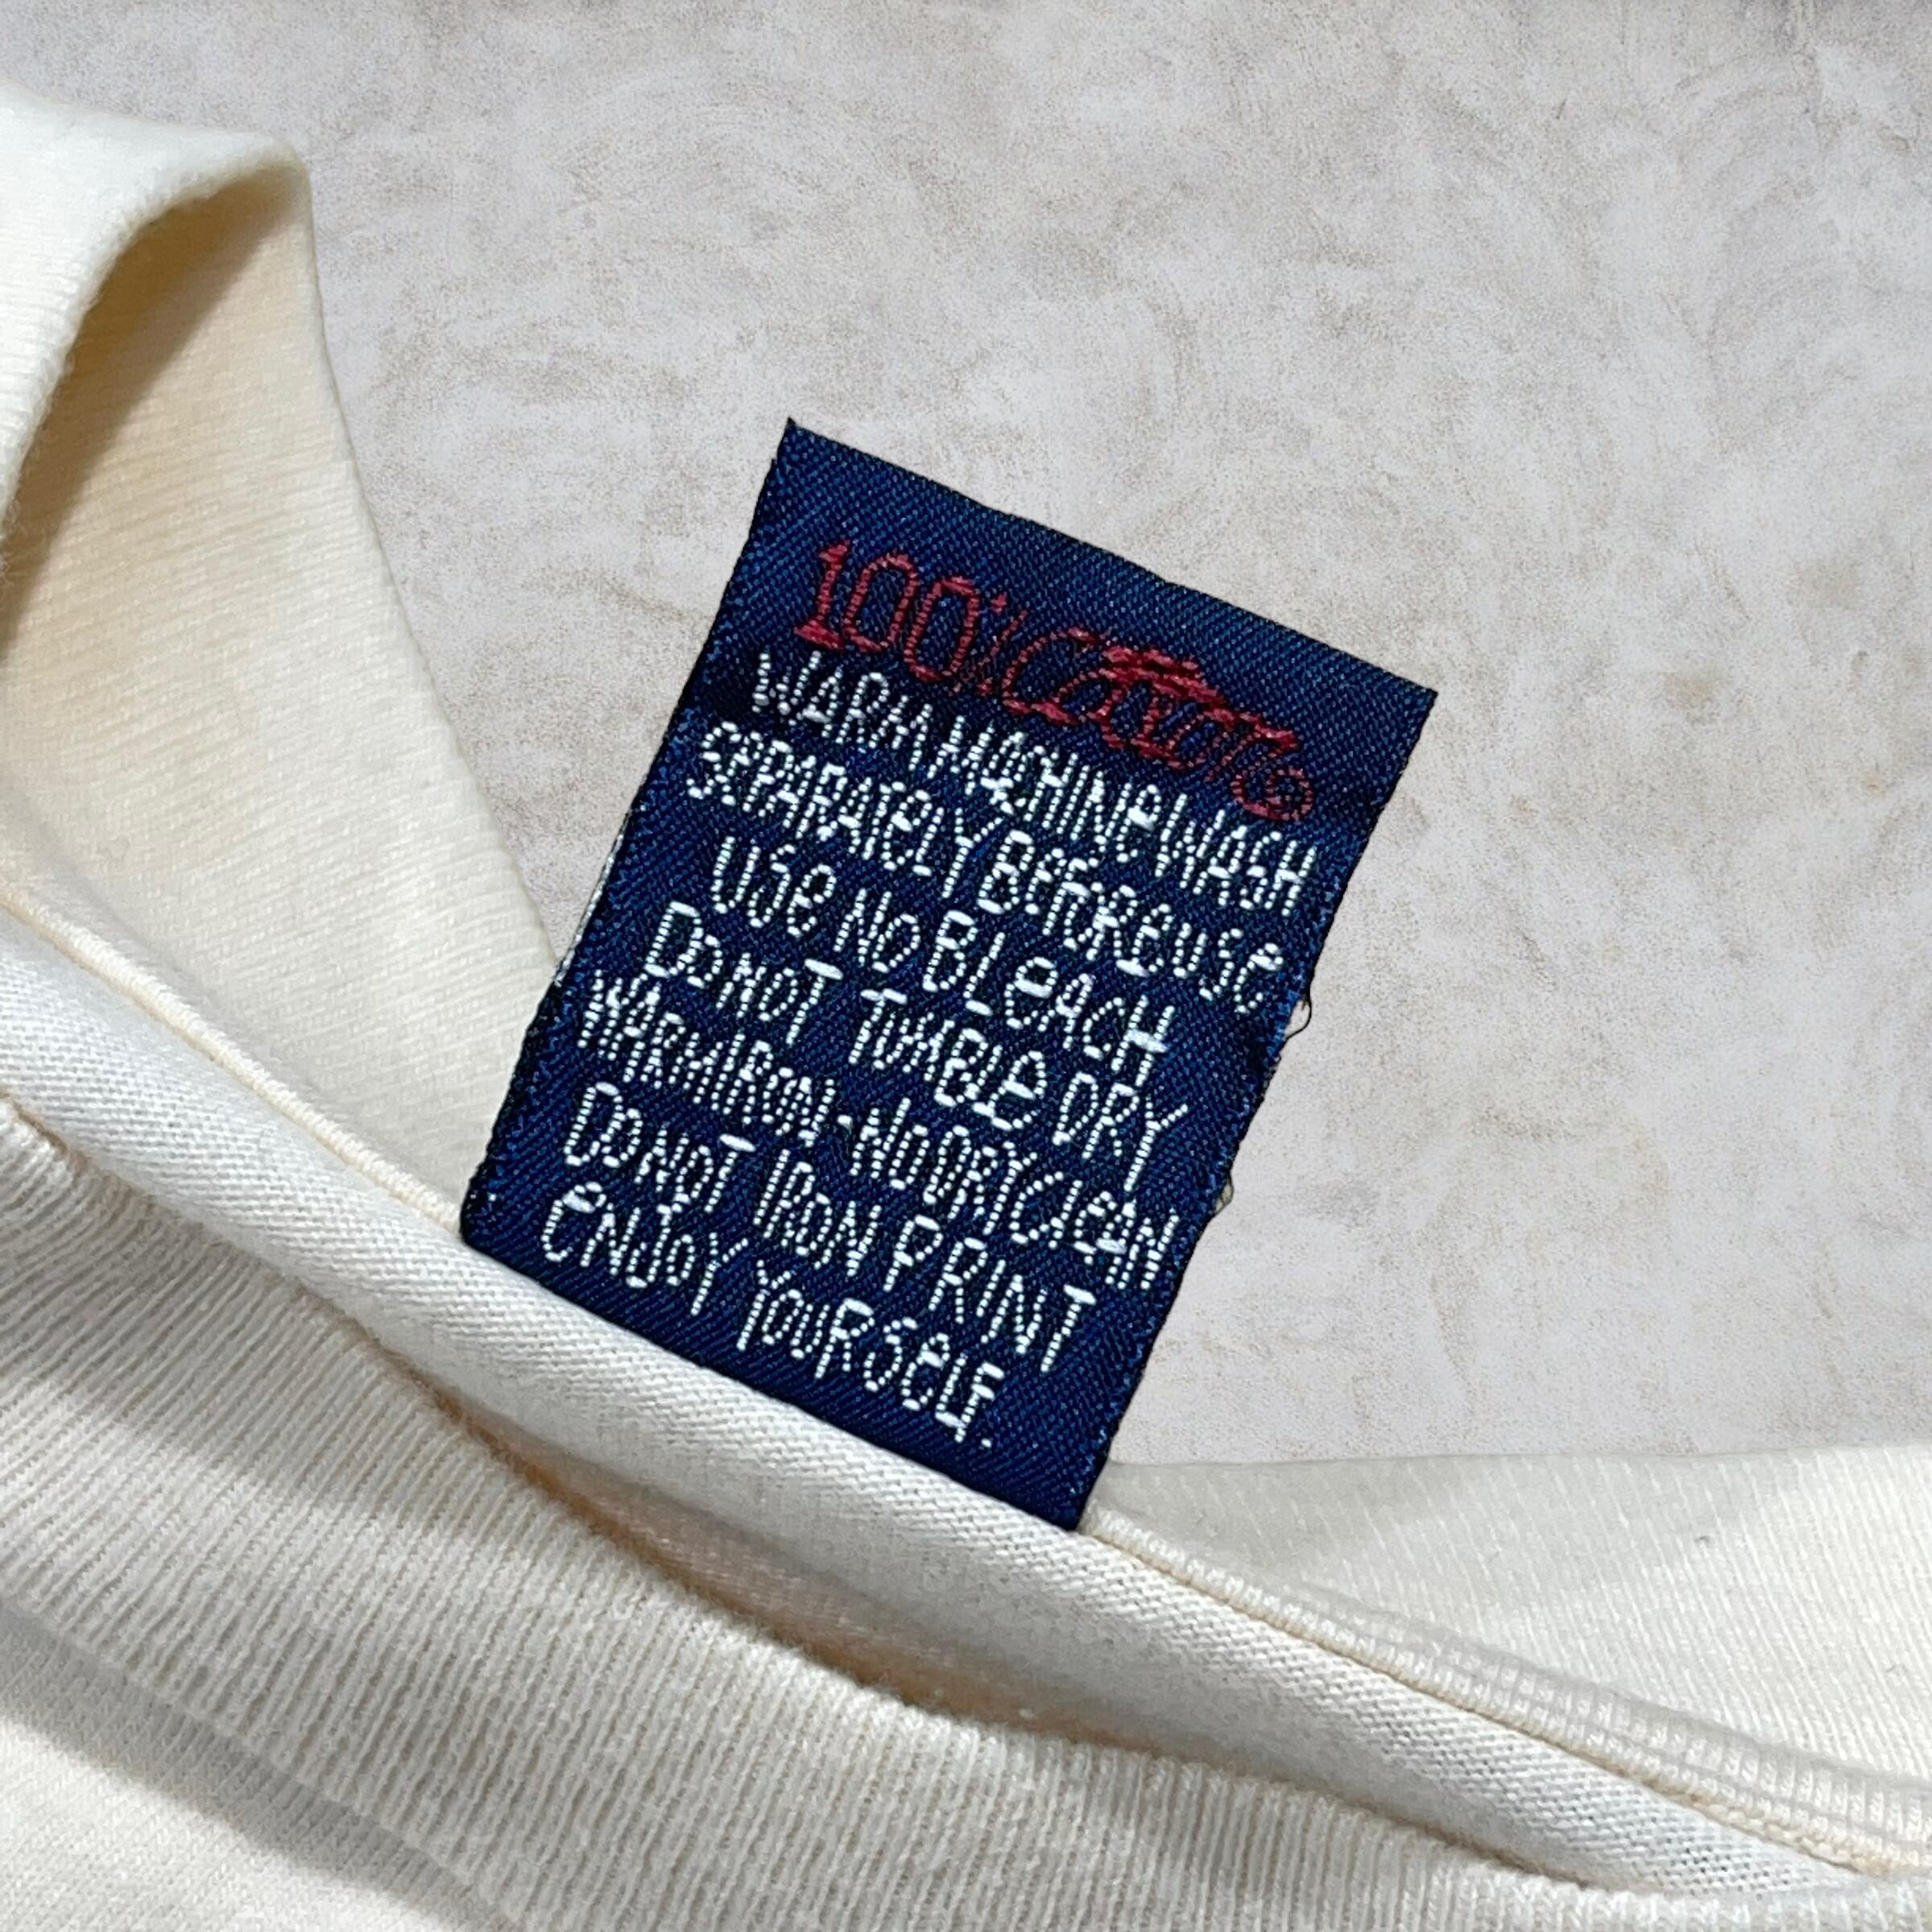 100% COTTON
WARM MACHINE WASH
SEPARATELY BEFORE USE
USE NO BLEACH
DO NOT TUMBLE DRY
WARM IRON - NO DRY CLEAN
DO NOT IRON PRINT
ENJOY YOURSELF.